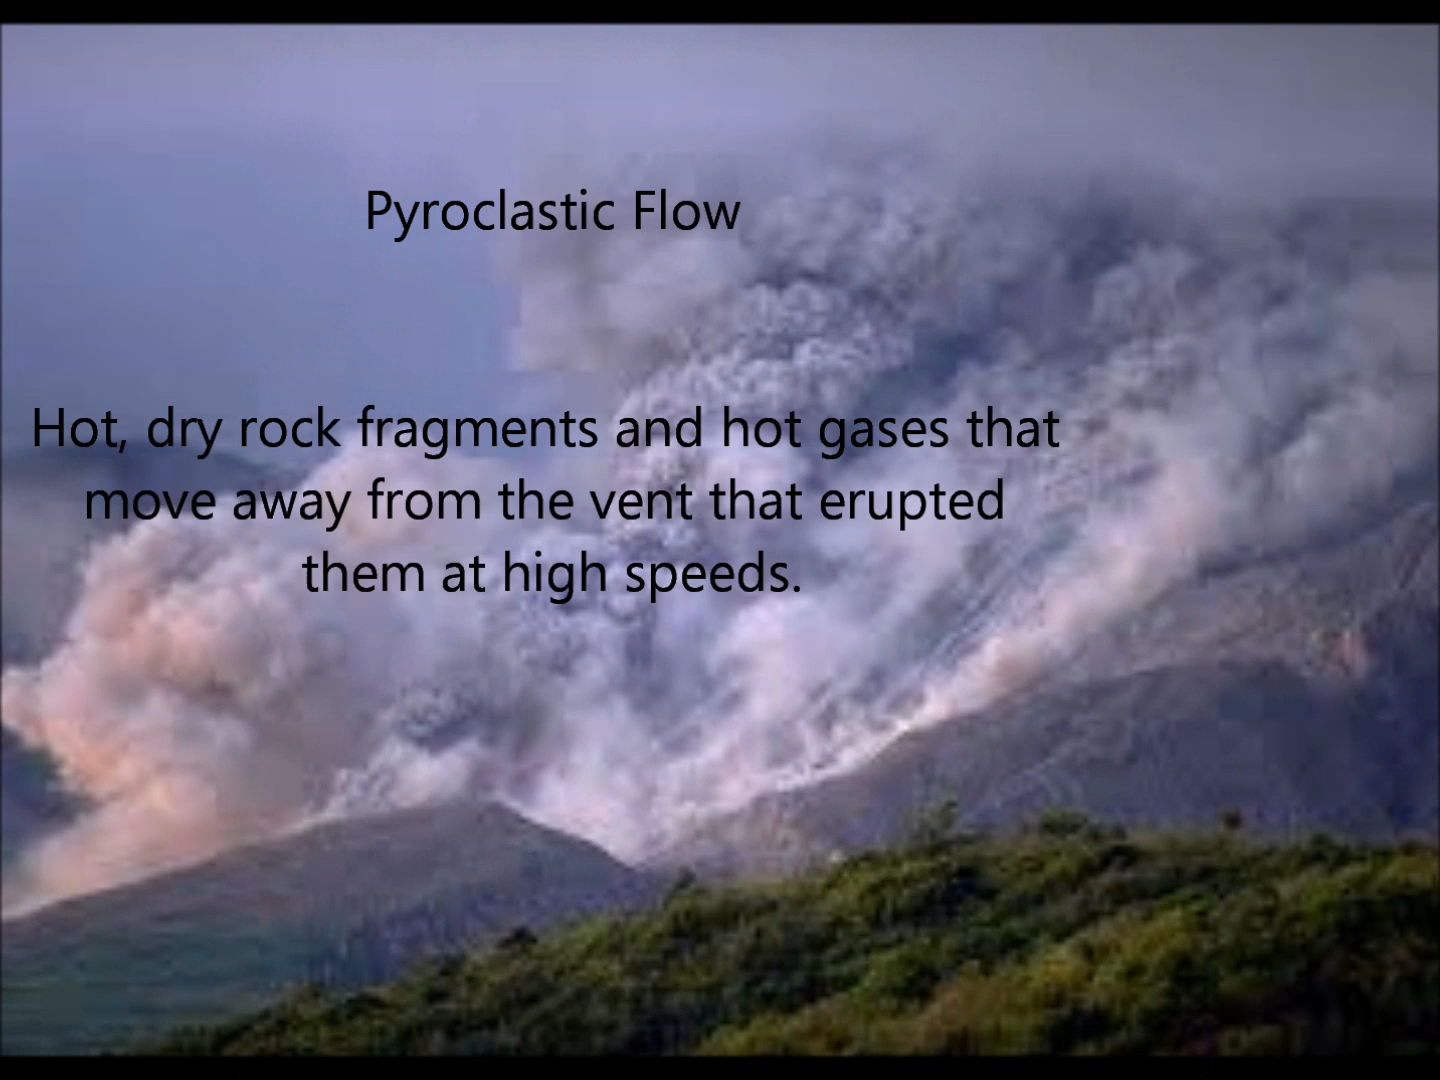 Pyroclastic Flow
Hot, dry rock fragments and hot gases that
move away from the vent that erupted
them at high speeds.